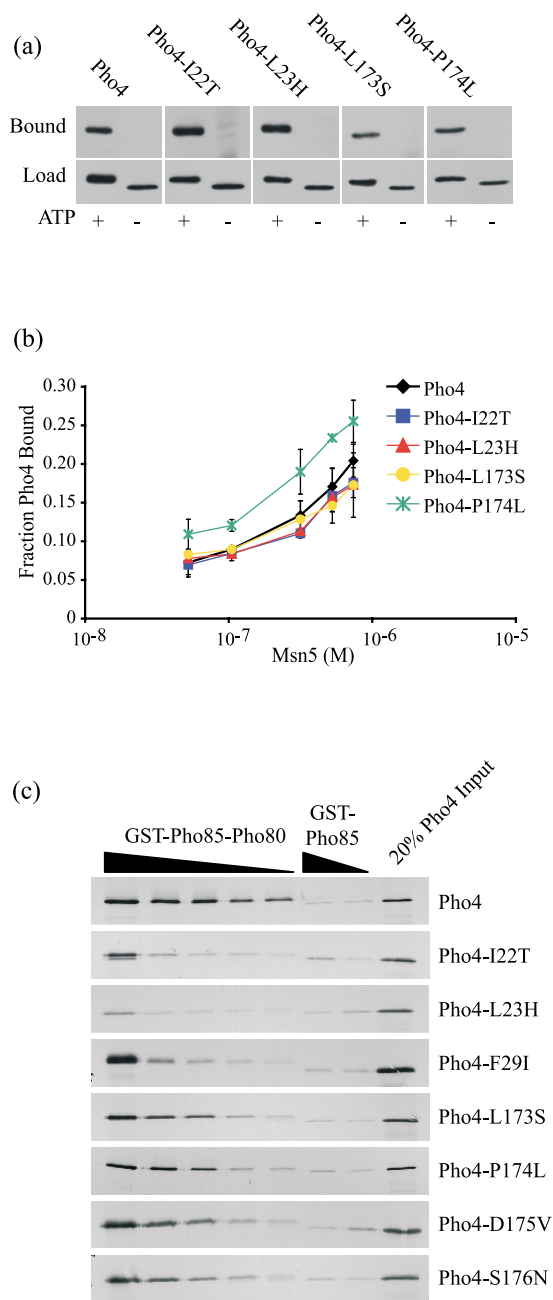 (a)
Pho4
Pho4-I22T
Pho4-L23H
Pho4-L173S
Pho4-P174L
Bound
Load
ATP + - + - + - + - + -
(b)
0.30
0.25
0.20
0.15
0.10
0.05
0
Fraction Pho4 Bound
10-8 10-7 10-6 10-5
Msn5 (M)
Pho4
Pho4-I22T
Pho4-L23H
Pho4-L173S
Pho4-P174L
(c)
GST-Pho85-Pho80
GST-
Pho85
20% Pho4 Input
Pho4
Pho4-I22T
Pho4-L23H
Pho4-F29I
Pho4-L173S
Pho4-P174L
Pho4-D175V
Pho4-S176N